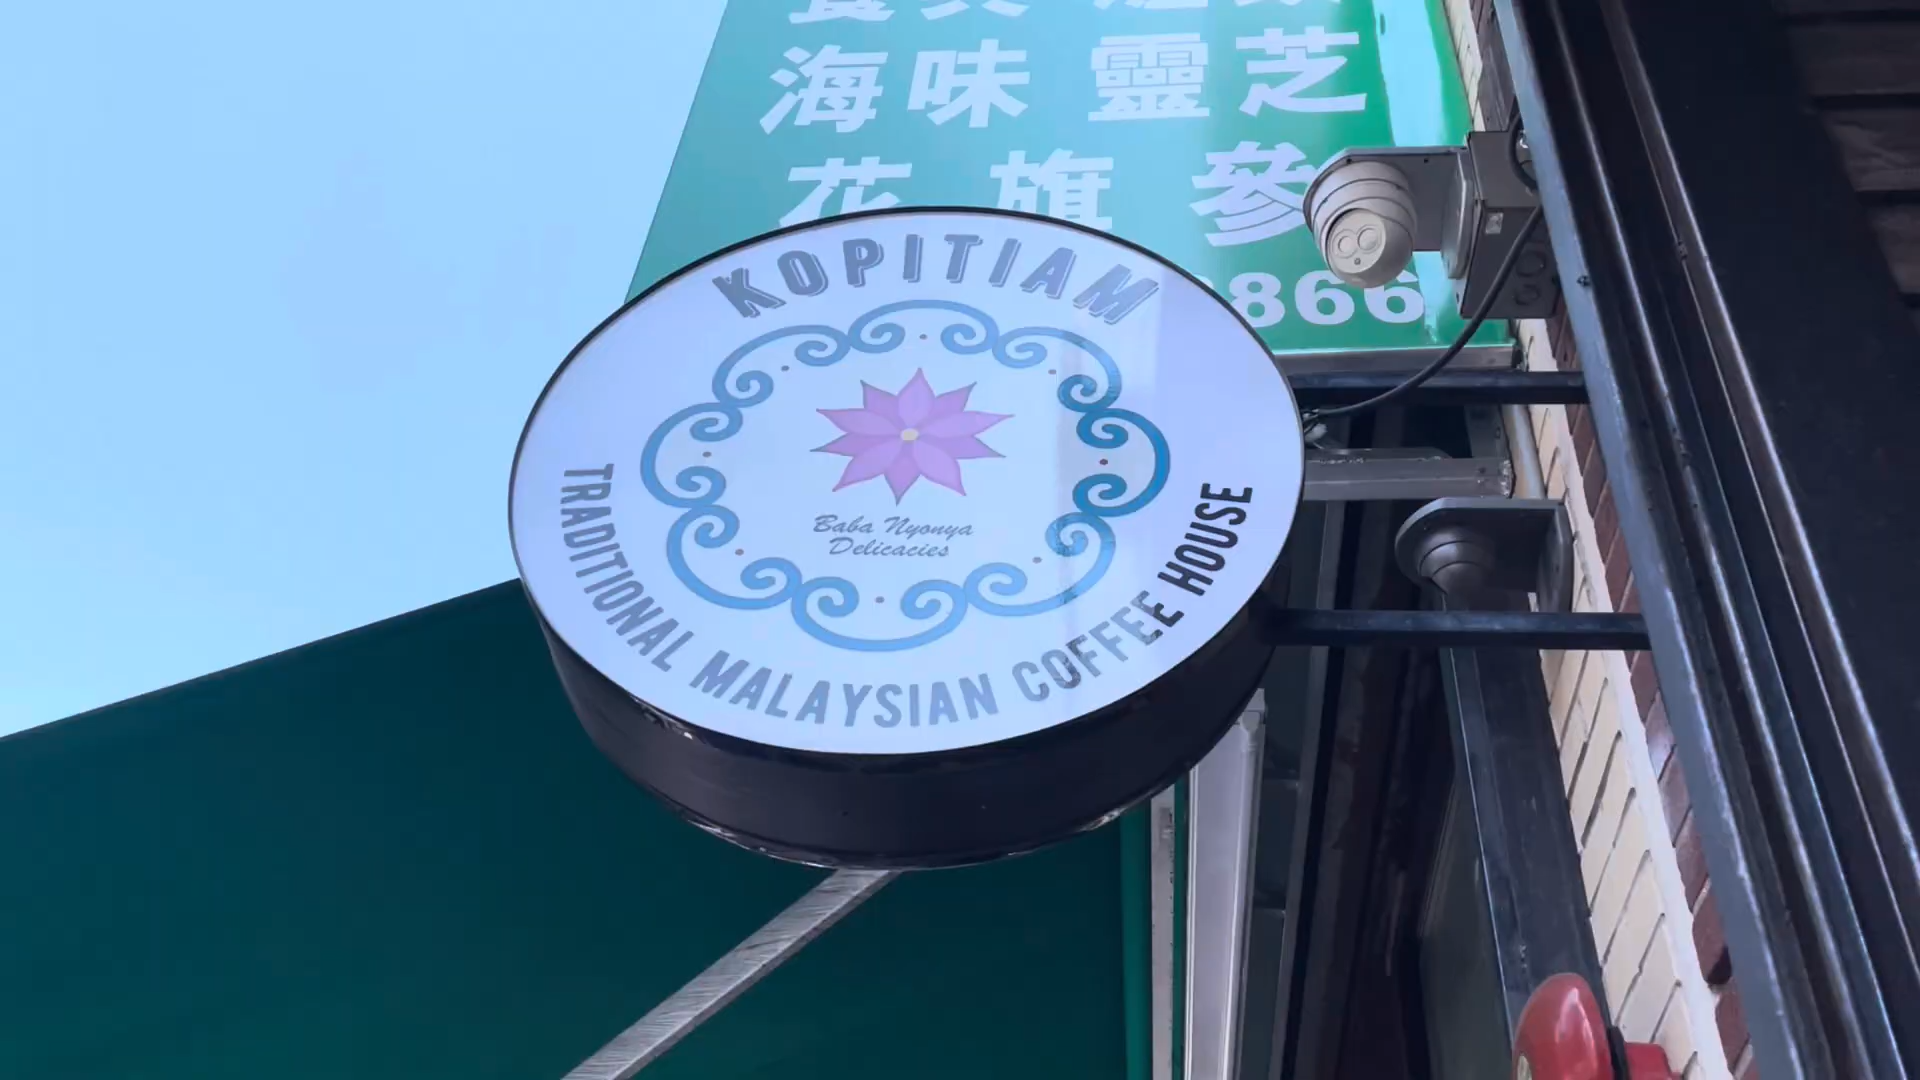 海味 靈芝
花旗參
866
KOPITIAM
Baba Nyonya
Delicacies
TRADITIONAL MALAYSIAN COFFEE HOUSE